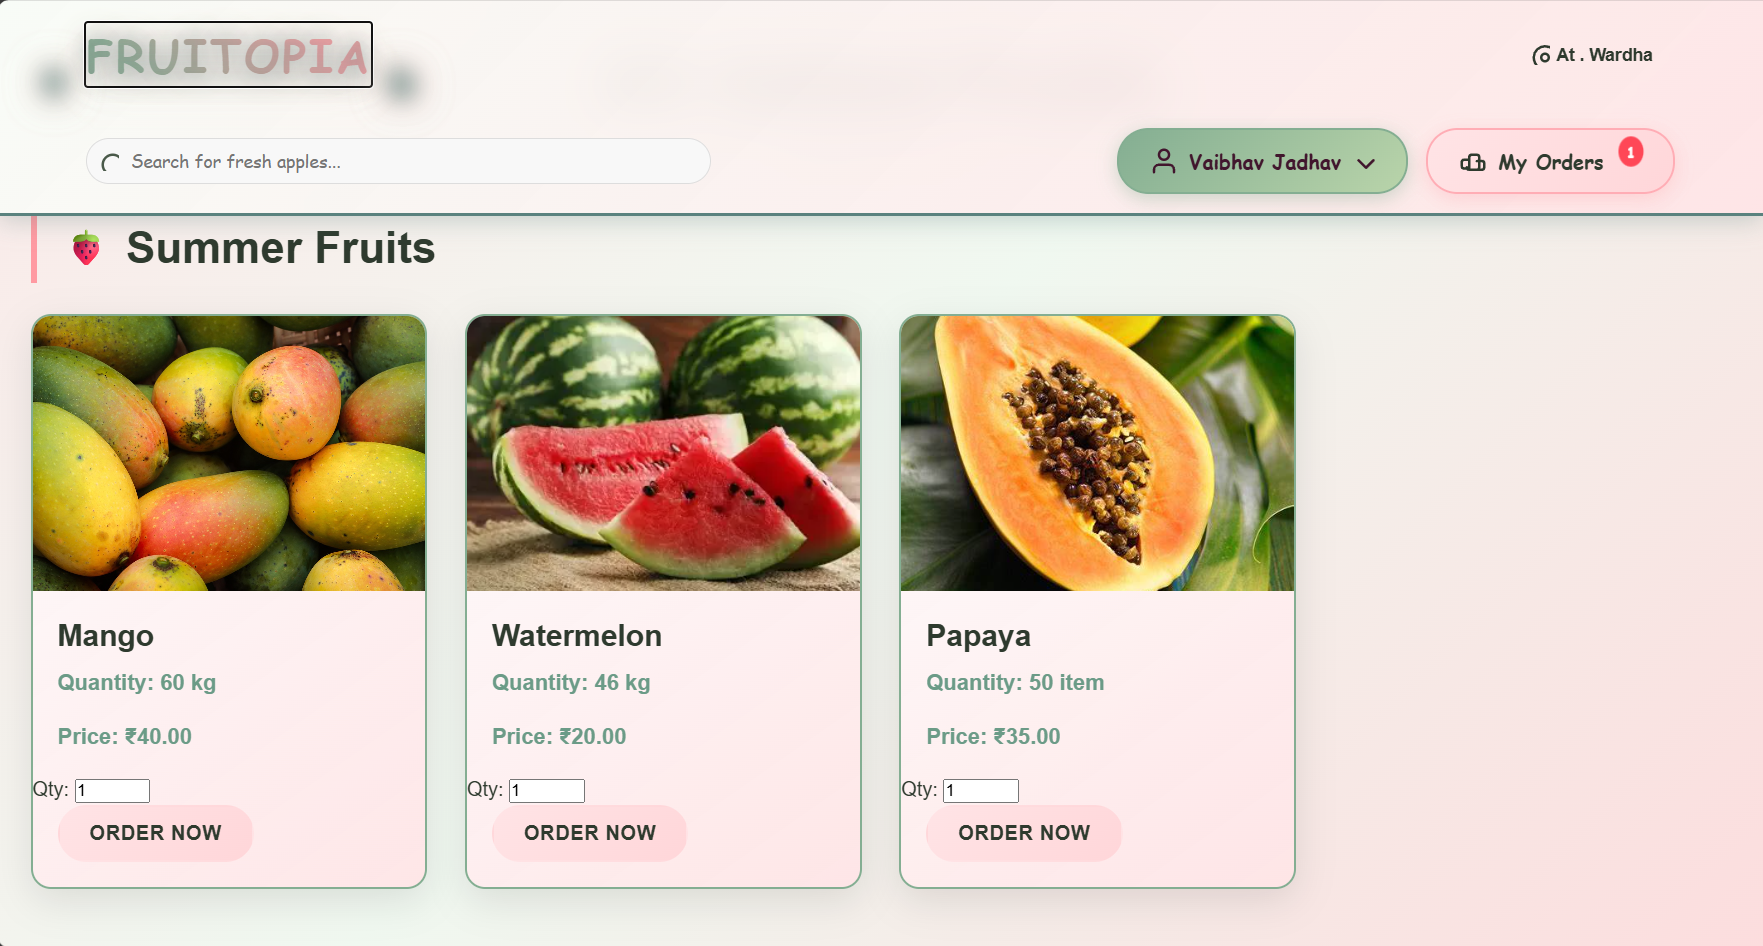 FRUITOPIA
At . Wardha
Search for fresh apples...
Vaibhav Jadhav
My Orders
1
Summer Fruits
Mango
Quantity: 60 kg
Price: ₹40.00
Qty: 1
ORDER NOW
Watermelon
Quantity: 46 kg
Price: ₹20.00
Qty: 1
ORDER NOW
Papaya
Quantity: 50 item
Price: ₹35.00
Qty: 1
ORDER NOW